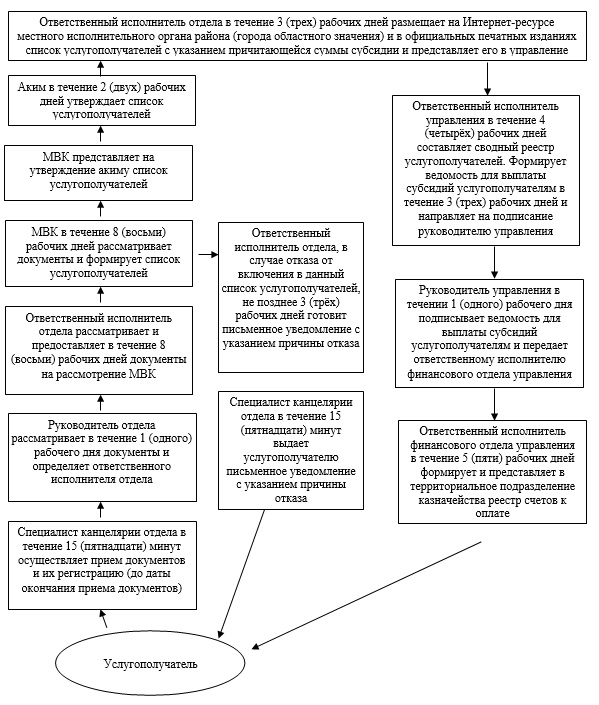 Ответственный исполнитель отдела в течение 3 (трех) рабочих дней размещает на Интернет-ресурсе
местного исполнительного органа района (города областного значения) и в официальных печатных изданиях
список услугополучателей с указанием причитающейся суммы субсидии и представляет его в управление
Аким в течение 2 (двух) рабочих
дней утверждает список
услугополучателей
МВК представляет на
утверждение акиму список
услугополучателей
МВК в течение 8 (восьми)
рабочих дней рассматривает
документы и формирует список
услугополучателей
Ответственный исполнитель
отдела рассматривает и
предоставляет в течение 8
(восьми) рабочих дней документы
на рассмотрение МВК
Руководитель отдела
рассматривает в течение 1 (одного)
рабочего дня документы и
определяет ответственного
исполнителя отдела
Специалист канцелярии отдела в
течение 15 (пятнадцати) минут
осуществляет прием документов
и их регистрацию (до даты
окончания приема документов)
Ответственный
исполнитель отдела, в
случае отказа от
включения в данный
список услугополучателей,
не позднее 3 (трёх)
рабочих дней готовит
письменное уведомление с
указанием причины отказа
Специалист канцелярии
отдела в течение 15
(пятнадцати) минут
выдает
услугополучателю
письменное уведомление
с указанием причины
отказа
Ответственный исполнитель
управления в течение 4
(четырёх) рабочих дней
составляет сводный реестр
услугополучателей. Формирует
ведомость для выплаты
субсидий услугополучателям в
течение 3 (трех) рабочих дней и
направляет на подписание
руководителю управления
Руководитель управления в
течении 1 (одного) рабочего дня
подписывает ведомость для
выплаты субсидий
услугополучателям и передает
ответственному исполнителю
финансового отдела управления
Ответственный исполнитель
финансового отдела управления
в течение 5 (пяти) рабочих дней
формирует и представляет в
территориальное подразделение
казначейства реестр счетов к
оплате
Услугополучатель